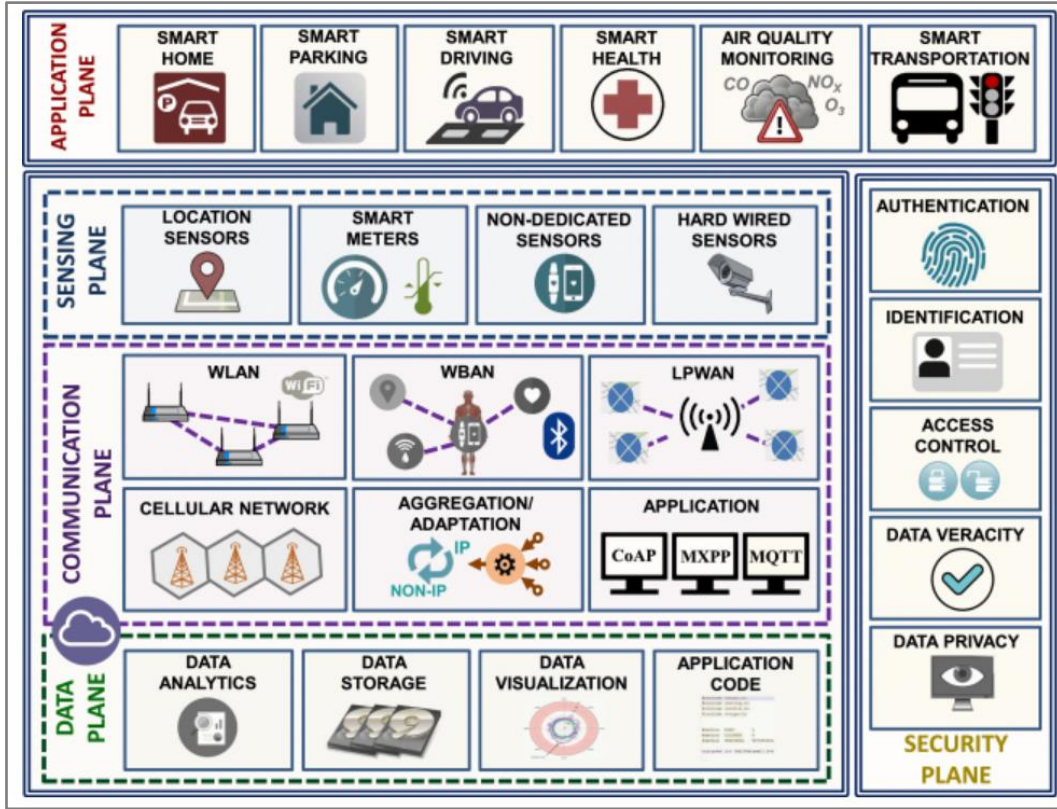 APPLICATION
PLANE
SMART
HOME
SMART
PARKING
SMART
DRIVING
SMART
HEALTH
AIR QUALITY
MONITORING
CO
NOX
O3
SMART
TRANSPORTATION
SENSING
PLANE
LOCATION
SENSORS
SMART
METERS
NON-DEDICATED
SENSORS
HARD WIRED
SENSORS
COMMUNICATION
PLANE
WLAN
WiFi
WBAN
LPWAN
CELLULAR NETWORK
AGGREGATION/
ADAPTATION
IP
NON-IP
APPLICATION
CoAP
MXPP
MQTT
DATA
PLANE
DATA
ANALYTICS
DATA
STORAGE
DATA
VISUALIZATION
APPLICATION
CODE
AUTHENTICATION
IDENTIFICATION
ACCESS
CONTROL
DATA VERACITY
DATA PRIVACY
SECURITY
PLANE